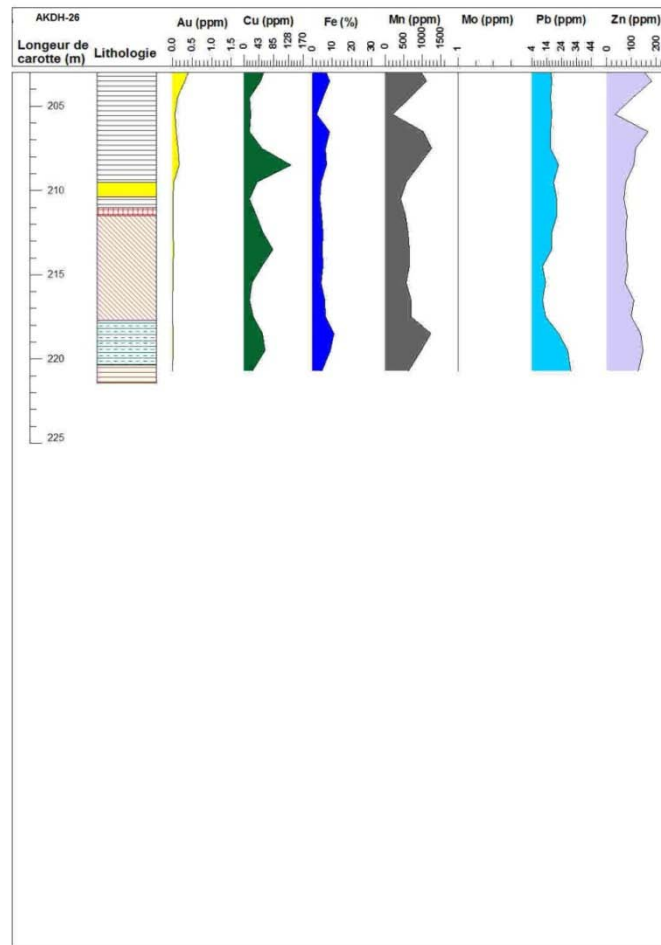 AKDH-26
Au (ppm) Cu (ppm) Fe (%) Mn (ppm) Mo (ppm) Pb (ppm) Zn (ppm)
Longeur de
carotte (m)
Lithologie
0.0 0.5 1.0 1.5 0 43 85 128 170 0 10 20 30 0 500 1000 1500 1 4 14 24 34 44 0 100 200
205
210
215
220
225